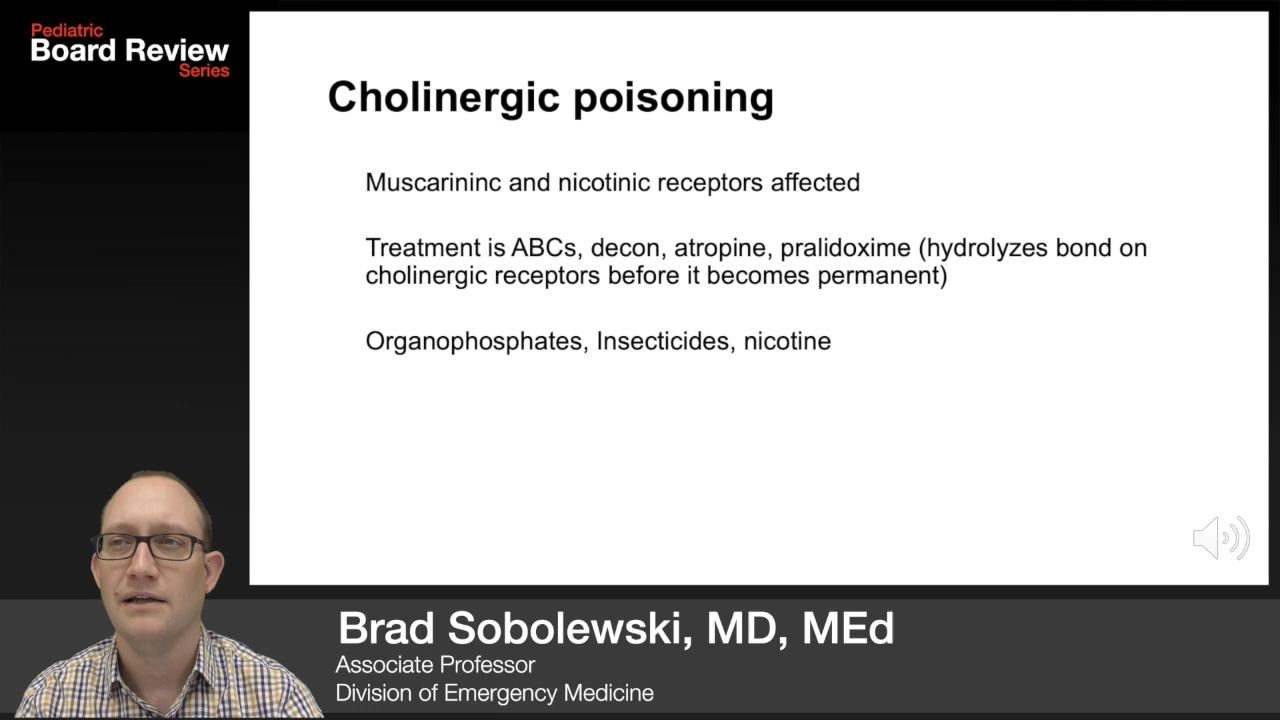 Pediatric
Board Review
Series
Cholinergic poisoning
Muscarininc and nicotinic receptors affected
Treatment is ABCs, decon, atropine, pralidoxime (hydrolyzes bond on
cholinergic receptors before it becomes permanent)
Organophosphates, Insecticides, nicotine
Brad Sobolewski, MD, MEd
Associate Professor
Division of Emergency Medicine